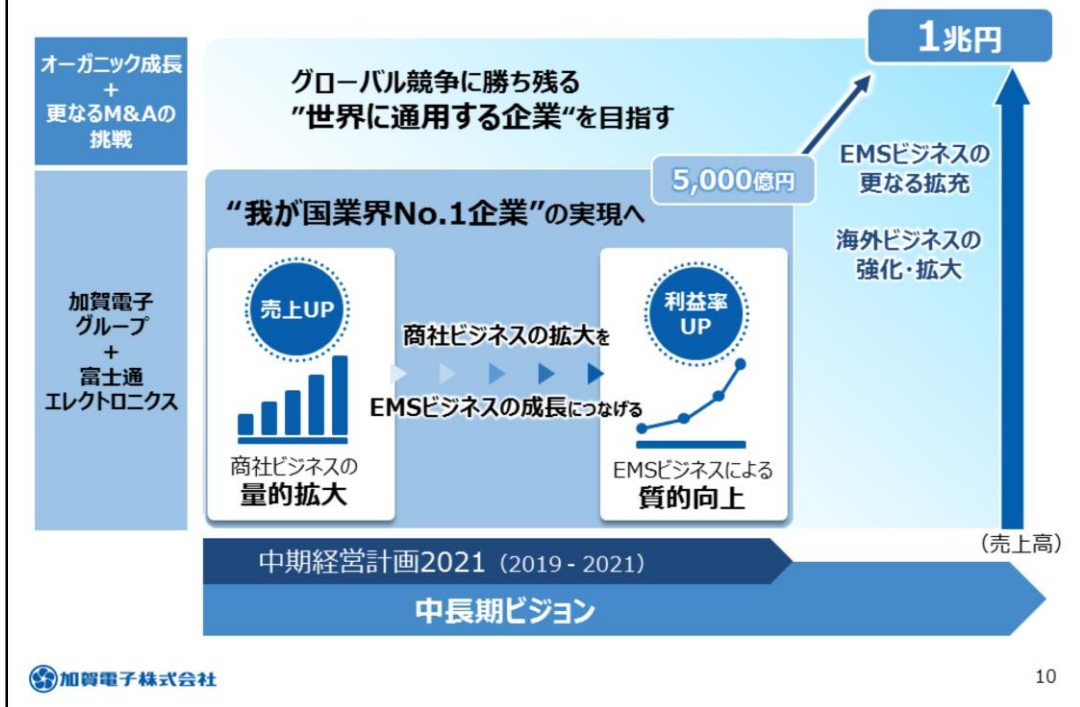 1兆円
オーガニック成長
+
更なるM&Aの
挑戦
グローバル競争に勝ち残る
”世界に通用する企業“を目指す
5,000億円
EMSビジネスの
更なる拡充
海外ビジネスの
強化・拡大
“我が国業界No.1企業”の実現へ
加賀電子
グループ
+
富士通
エレクトロニクス
売上UP
商社ビジネスの
量的拡大
商社ビジネスの拡大を
EMSビジネスの成長につなげる
利益率
UP
EMSビジネスによる
質的向上
(売上高)
中期経営計画2021（2019 - 2021）
中長期ビジョン
加賀電子株式会社
10